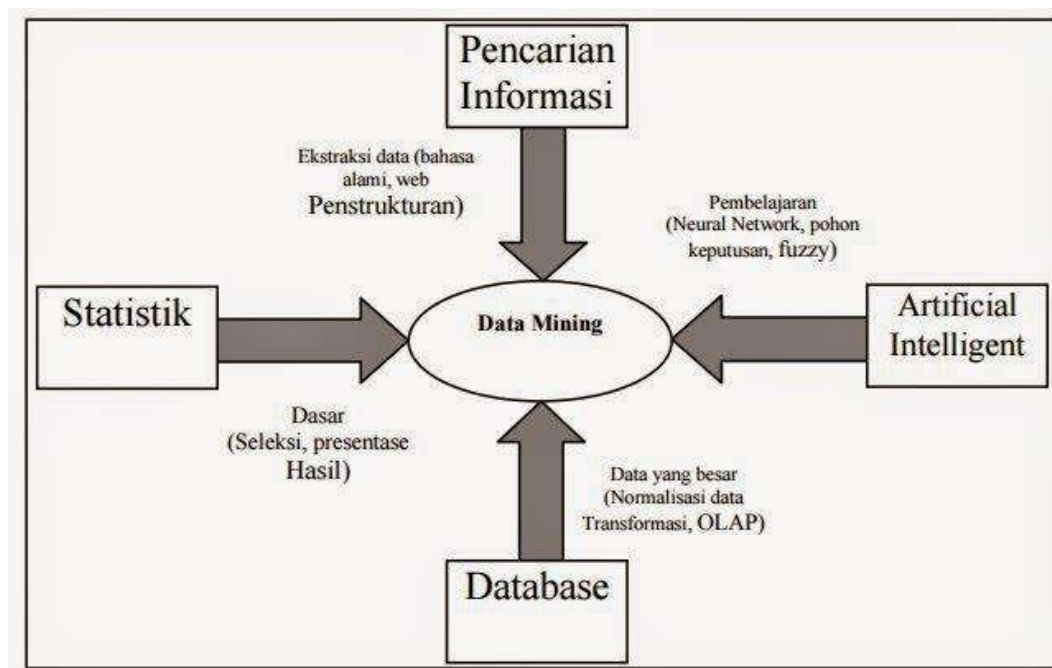 Pencarian
Informasi
Ekstraksi data (bahasa
alami, web
Penstrukturan)
Pembelajaran
(Neural Network, pohon
keputusan, fuzzy)
Statistik
Data Mining
Artificial
Intelligent
Dasar
(Seleksi, presentase
Hasil)
Data yang besar
(Normalisasi data
Transformasi, OLAP)
Database